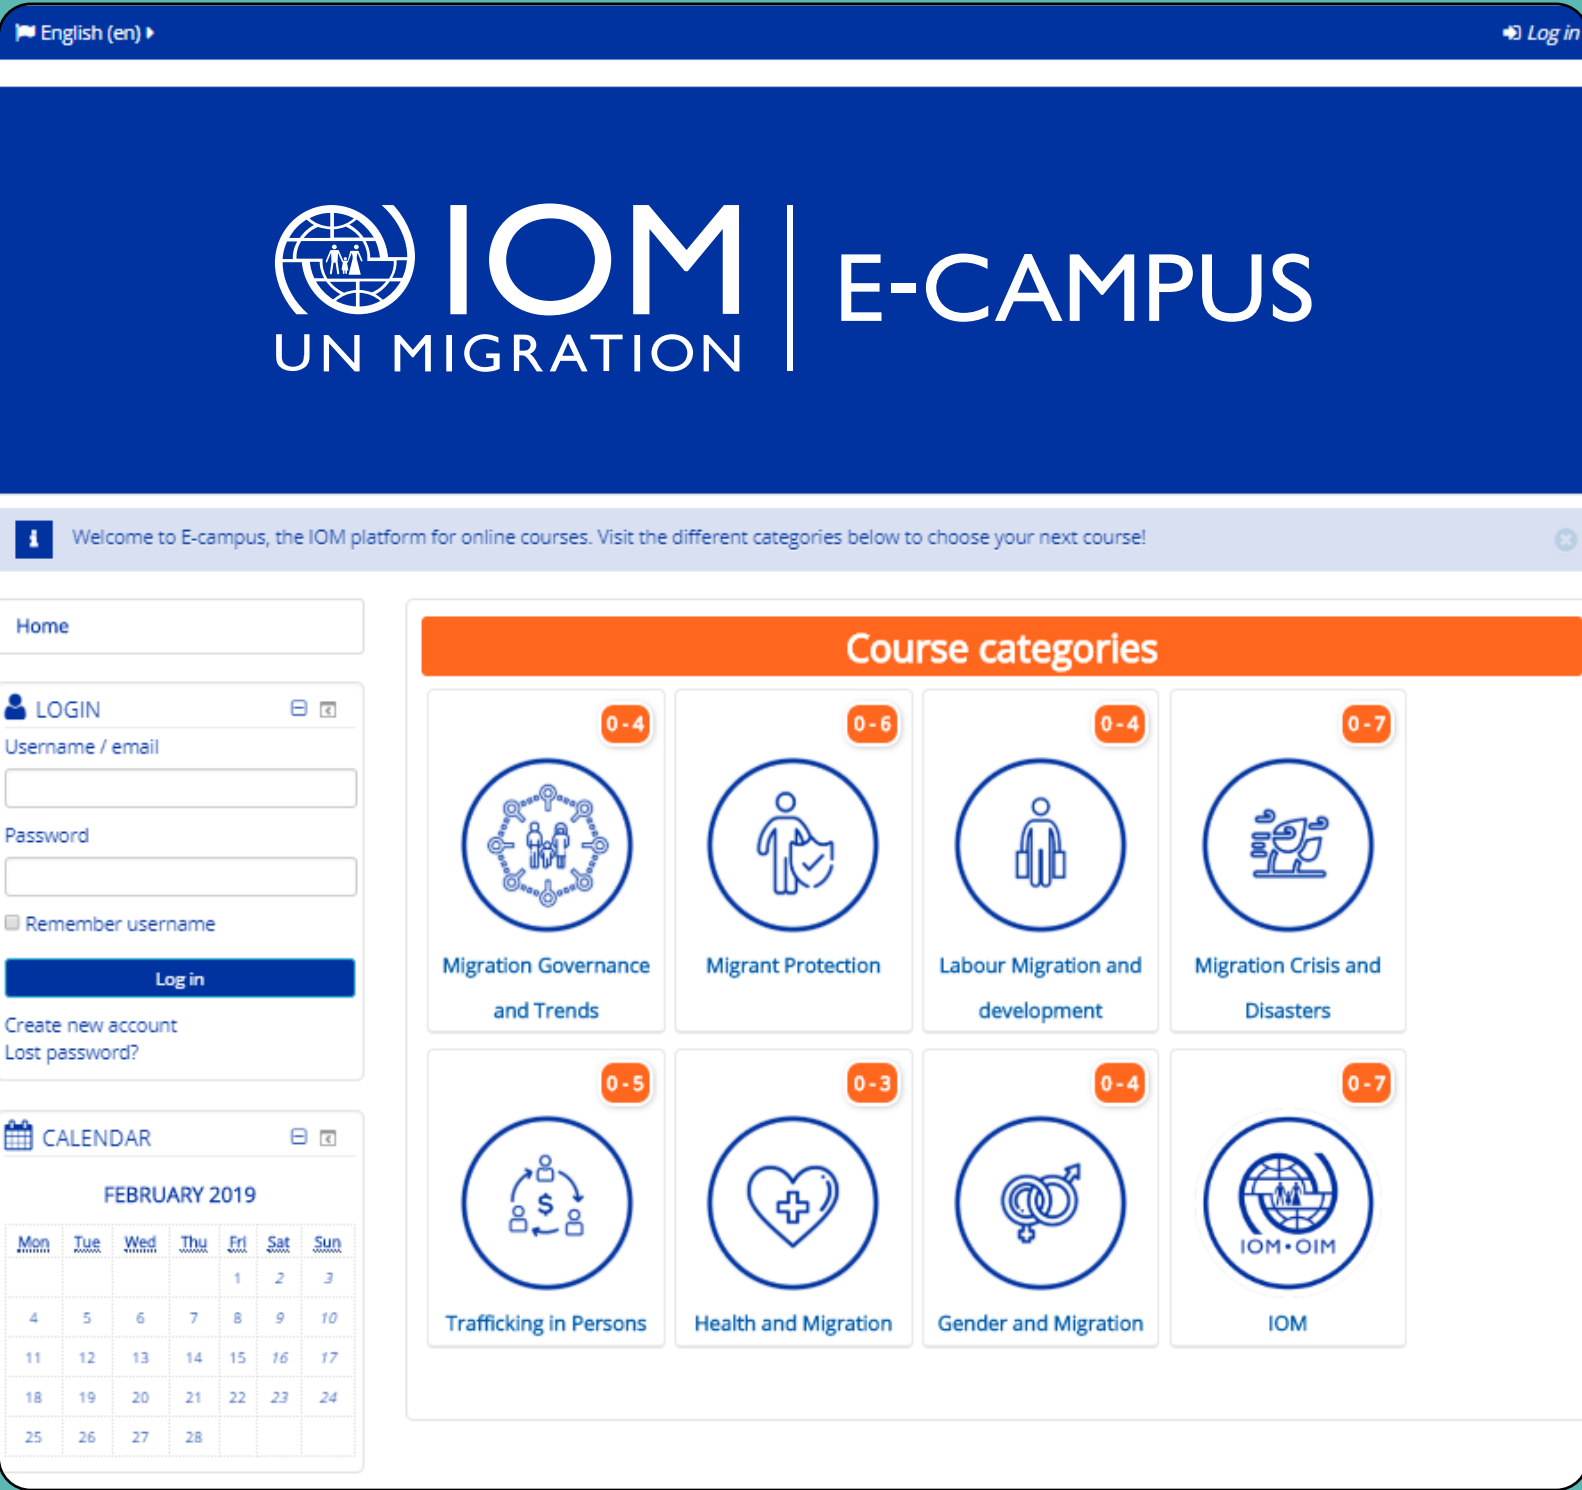 English (en)
Log in
IOM
UN MIGRATION
E-CAMPUS
Welcome to E-campus, the IOM platform for online courses. Visit the different categories below to choose your next course!
Home
LOGIN
Username / email
Password
Remember username
Log in
Create new account
Lost password?
CALENDAR
FEBRUARY 2019
Mon Tue Wed Thu Fri Sat Sun
1 2 3
4 5 6 7 8 9 10
11 12 13 14 15 16 17
18 19 20 21 22 23 24
25 26 27 28
Course categories
0 - 4
Migration Governance
and Trends
0 - 6
Migrant Protection
0 - 4
Labour Migration and
development
0 - 7
Migration Crisis and
Disasters
0 - 5
$
Trafficking in Persons
0 - 3
Health and Migration
0 - 4
Gender and Migration
0 - 7
IOM•OIM
IOM